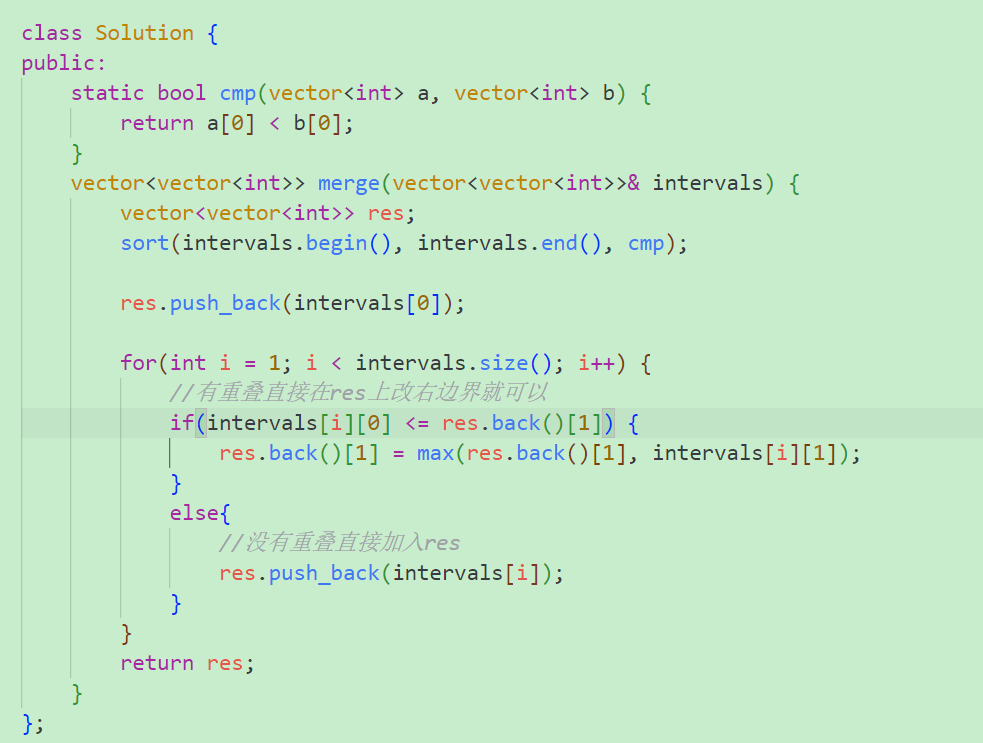 class Solution {
public:
    static bool cmp(vector<int> a, vector<int> b) {
        return a[0] < b[0];
    }
    vector<vector<int>> merge(vector<vector<int>>& intervals) {
        vector<vector<int>> res;
        sort(intervals.begin(), intervals.end(), cmp);
        res.push_back(intervals[0]);
        for(int i = 1; i < intervals.size(); i++) {
            //有重叠直接在res上改右边界就可以
            if(intervals[i][0] <= res.back()[1]) {
                res.back()[1] = max(res.back()[1], intervals[i][1]);
            }
            else{
                //没有重叠直接加入res
                res.push_back(intervals[i]);
            }
        }
        return res;
    }
};